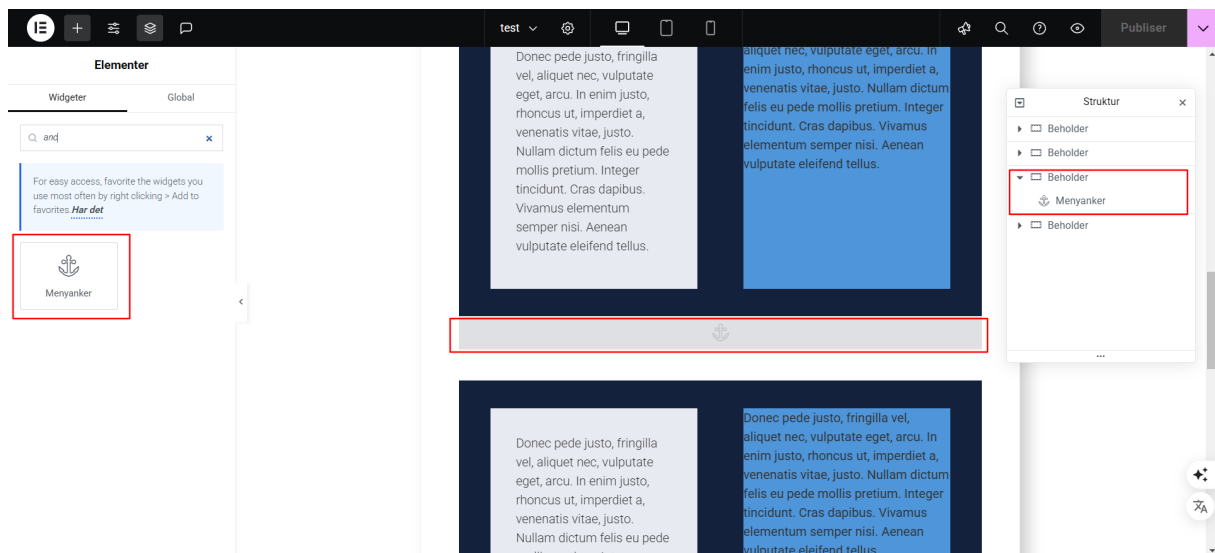 test
Publiser
Elementer
Widgeter
Global
and
For easy access, favorite the widgets you
use most often by right clicking > Add to
favorites. Har det
Menyanker
Donec pede justo, fringilla
vel, aliquet nec, vulputate
eget, arcu. In enim justo,
rhoncus ut, imperdiet a,
venenatis vitae, justo.
Nullam dictum felis eu pede
mollis pretium. Integer
tincidunt. Cras dapibus.
Vivamus elementum
semper nisi. Aenean
vulputate eleifend tellus.
aliquet nec, vulputate eget, arcu. In
enim justo, rhoncus ut, imperdiet a,
venenatis vitae, justo. Nullam dictum
felis eu pede mollis pretium. Integer
tincidunt. Cras dapibus. Vivamus
elementum semper nisi. Aenean
vulputate eleifend tellus.
Struktur
Beholder
Beholder
Beholder
Menyanker
Beholder
Donec pede justo, fringilla
vel, aliquet nec, vulputate
eget, arcu. In enim justo,
rhoncus ut, imperdiet a,
venenatis vitae, justo.
Nullam dictum felis eu pede
Donec pede justo, fringilla vel,
aliquet nec, vulputate eget, arcu. In
enim justo, rhoncus ut, imperdiet a,
venenatis vitae, justo. Nullam dictum
felis eu pede mollis pretium. Integer
tincidunt. Cras dapibus. Vivamus
elementum semper nisi. Aenean
vulputate eleifend tellus.